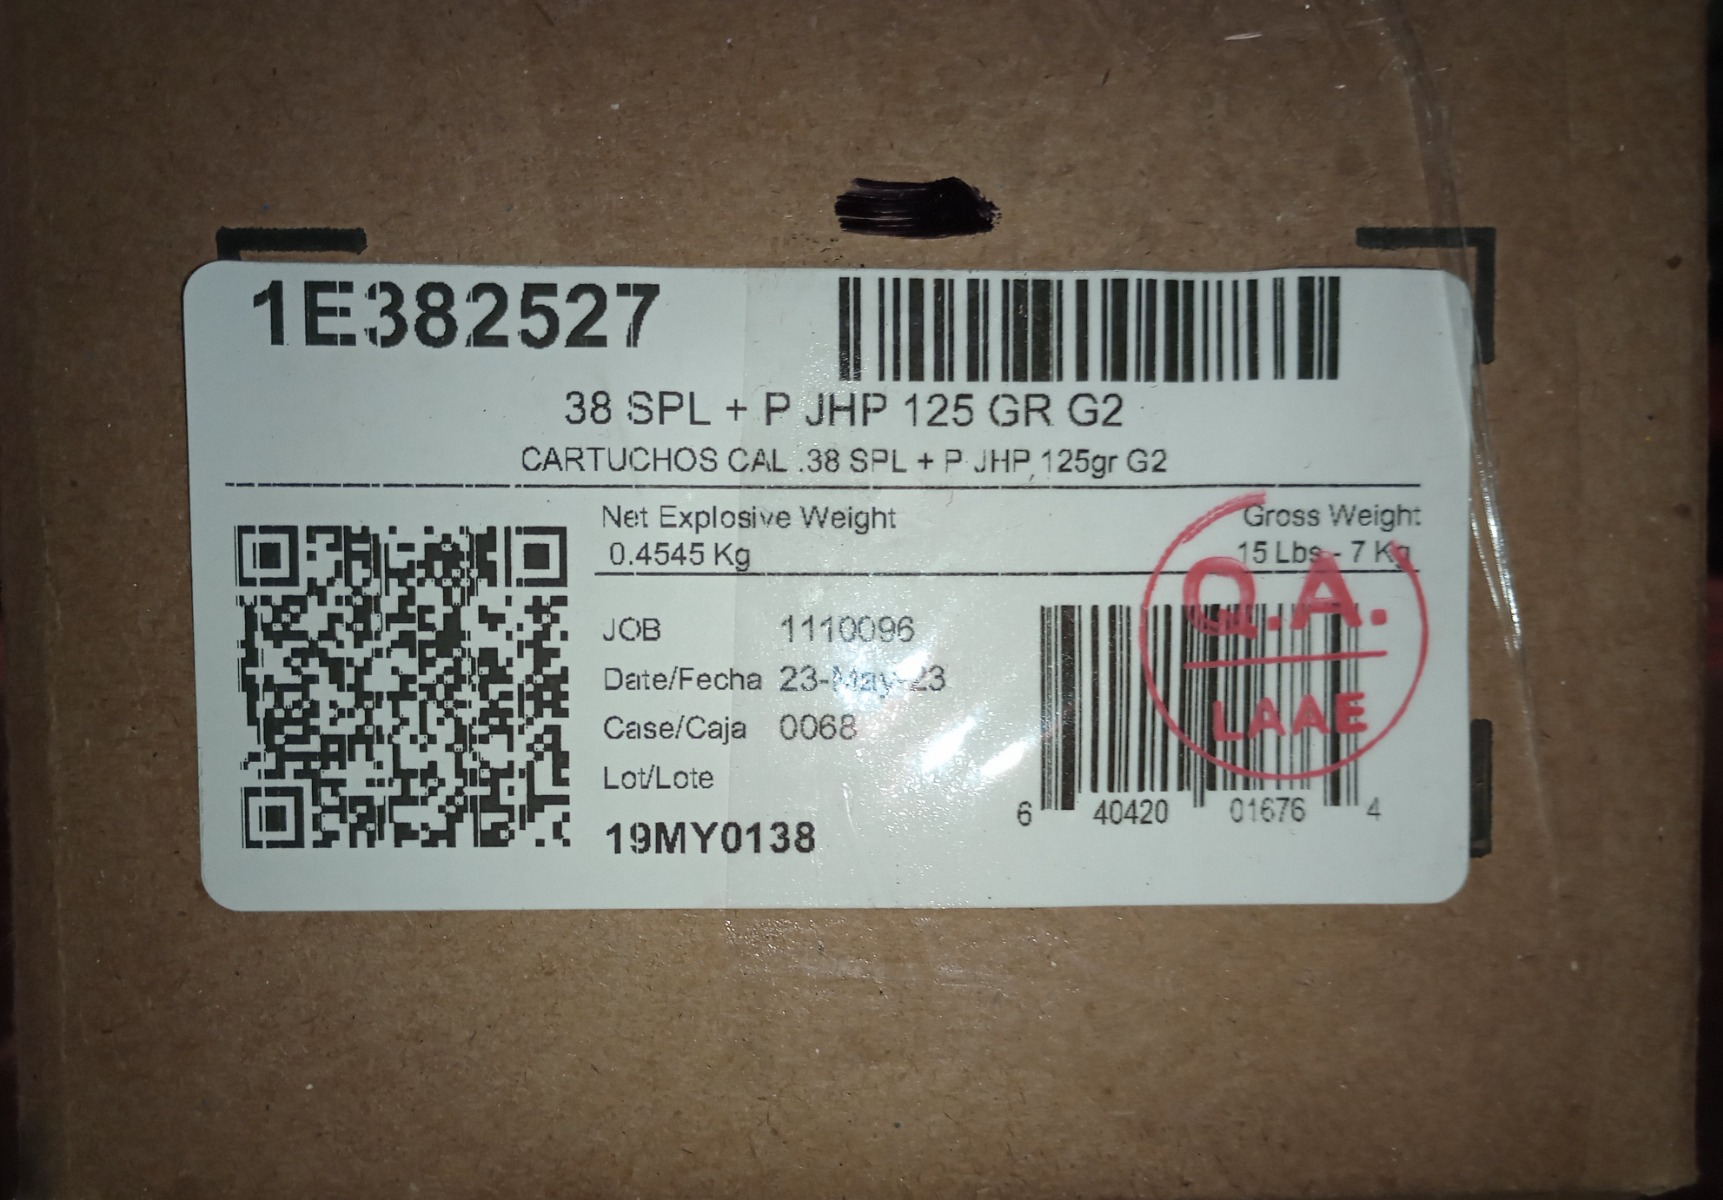 1E382527
38 SPL + P JHP 125 GR G2
CARTUCHOS CAL .38 SPL + P JHP, 125gr G2
Net Explosive Weight
0.4545 Kg
Gross Weight
15 Lbs - 7 Kg
Q.A.
LAAE
JOB 1110096
Date/Fecha 23-May-23
Case/Caja 0068
Lot/Lote
19MY0138
6 40420 01676 4